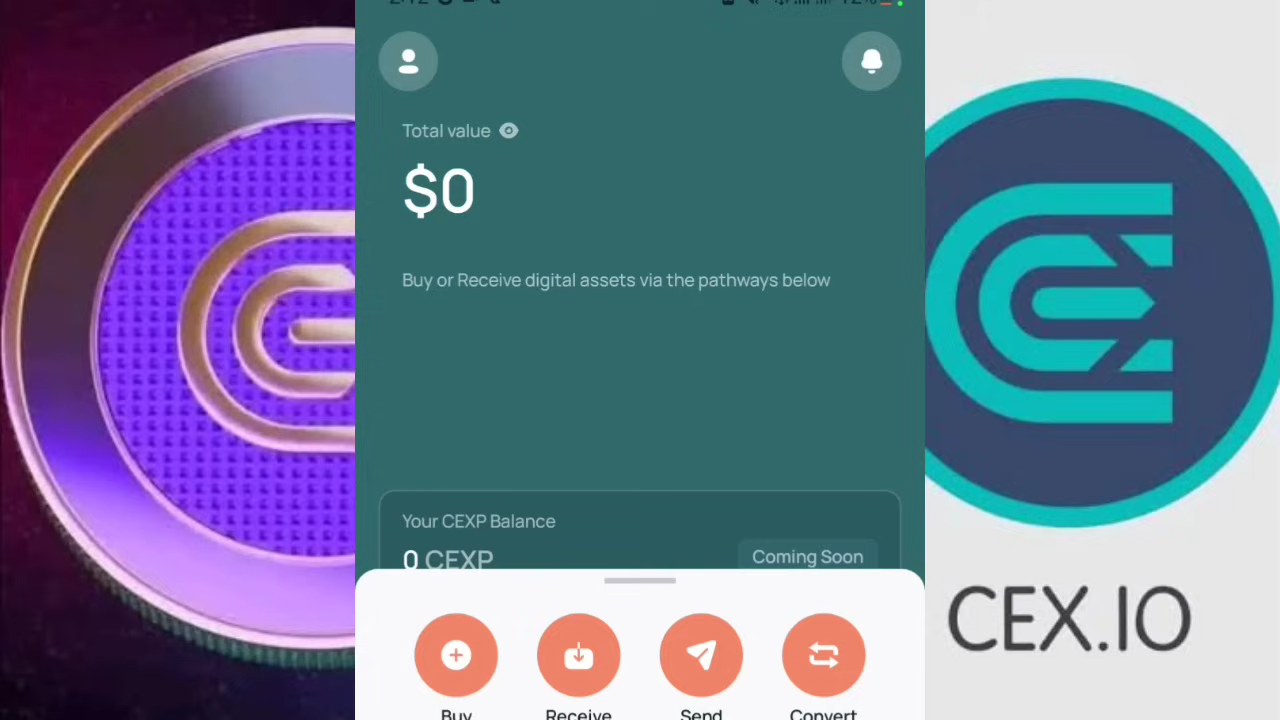 Total value
$0
Buy or Receive digital assets via the pathways below
Your CEXP Balance
0 CEXP
Coming Soon
Buy
Receive
Send
Convert
CEX.IO